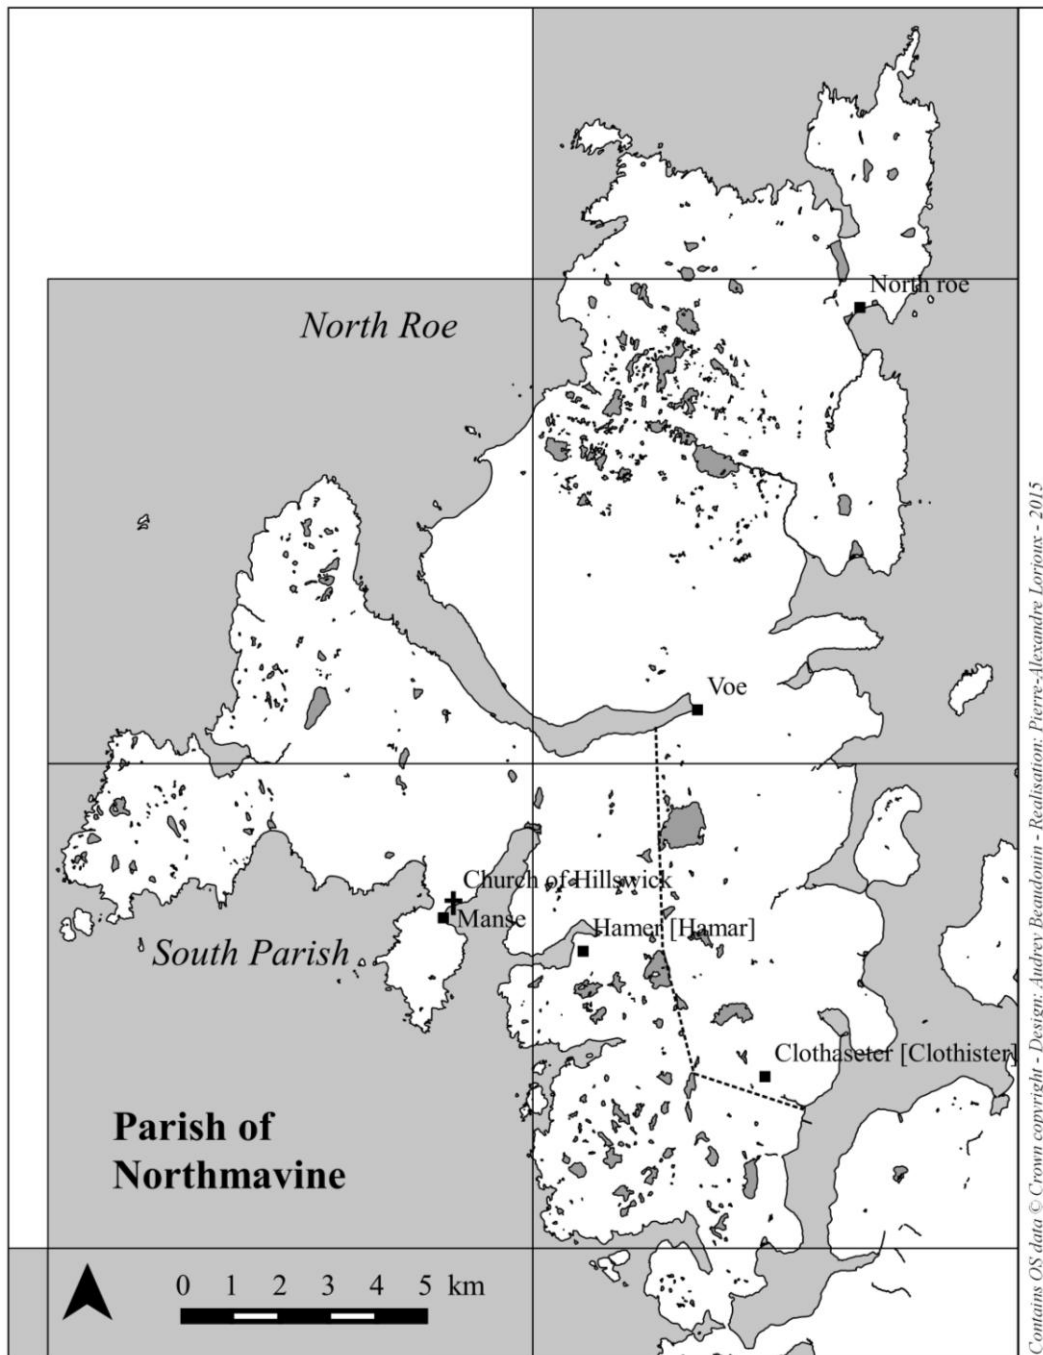 North roe
North Roe
Voe
Church of Hillswick
Manse
Hamer [Hamar]
South Parish
Clothaseter [Clothister]
Parish of
Northmavine
0 1 2 3 4 5 km
Contains OS data © Crown copyright - Design: Audrey Beaudouin - Realisation: Pierre-Alexandre Lorioux - 2015